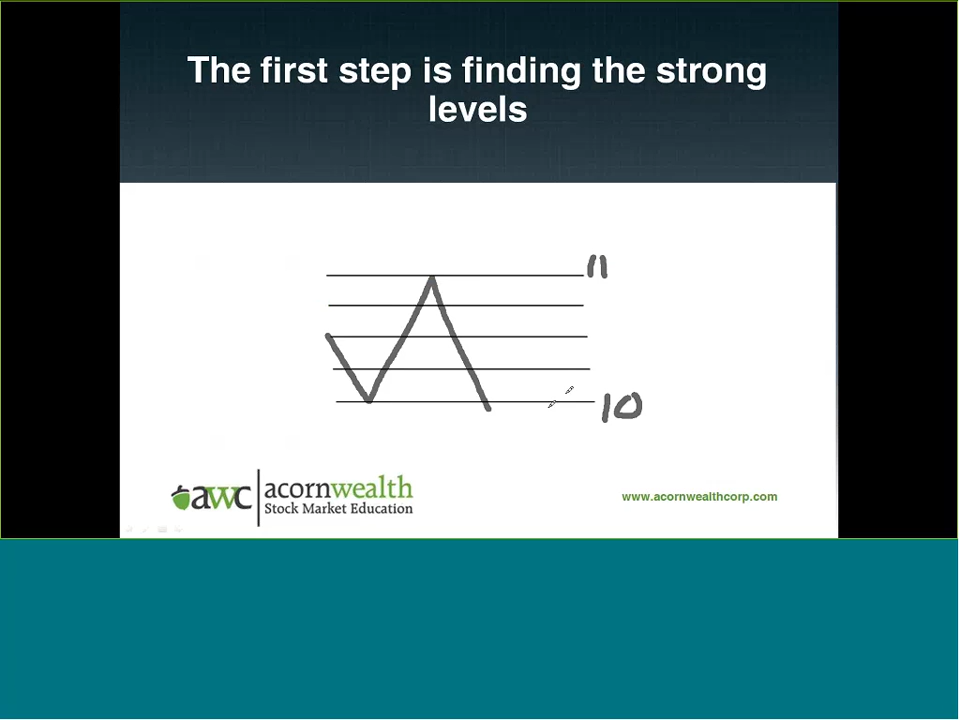 The first step is finding the strong
levels
11
10
awc acornwealth
Stock Market Education
www.acornwealthcorp.com